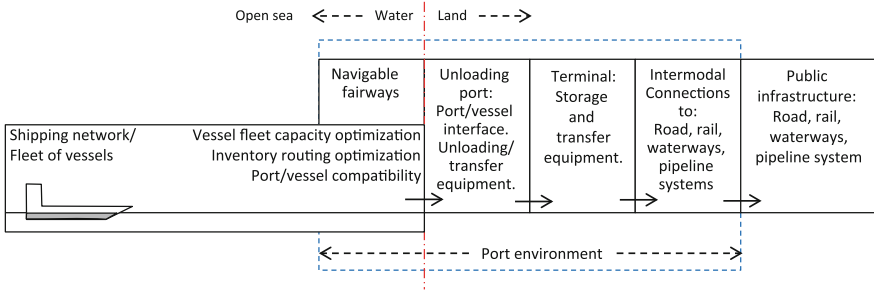 Open sea
Water
Land
Navigable
fairways
Unloading
port:
Port/vessel
interface.
Unloading/
transfer
equipment.
Terminal:
Storage
and
transfer
equipment.
Intermodal
Connections
to:
Road, rail,
waterways,
pipeline
systems
Public
infrastructure:
Road, rail,
waterways,
pipeline system
Shipping network/
Fleet of vessels
Vessel fleet capacity optimization
Inventory routing optimization
Port/vessel compatibility
Port environment